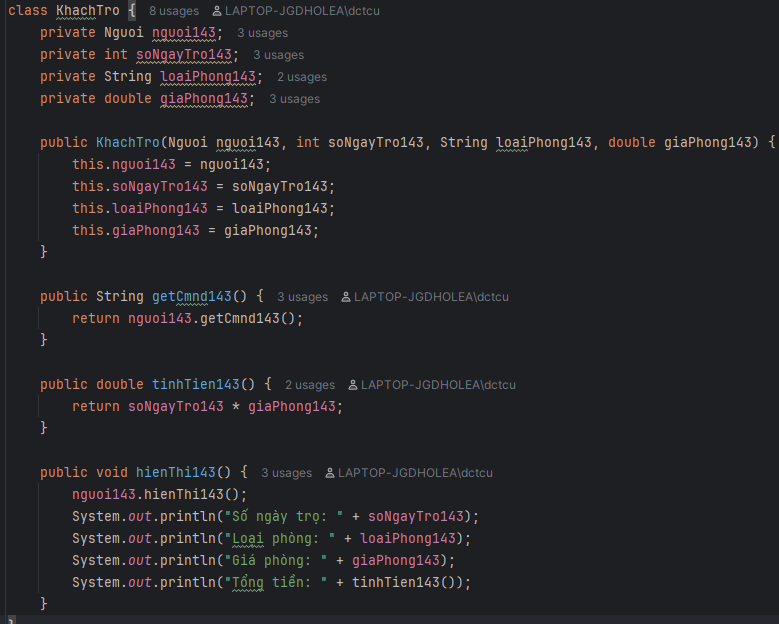 class KhachTro { 8 usages LAPTOP-JGDHOLEA\dctcu
private Nguoi nguoi143; 3 usages
private int soNgayTro143; 3 usages
private String loaiPhong143; 2 usages
private double giaPhong143; 3 usages
public KhachTro(Nguoi nguoi143, int soNgayTro143, String loaiPhong143, double giaPhong143) {
this.nguoi143 = nguoi143;
this.soNgayTro143 = soNgayTro143;
this.loaiPhong143 = loaiPhong143;
this.giaPhong143 = giaPhong143;
}
public String getCmnd143() { 3 usages LAPTOP-JGDHOLEA\dctcu
return nguoi143.getCmnd143();
}
public double tinhTien143() { 2 usages LAPTOP-JGDHOLEA\dctcu
return soNgayTro143 * giaPhong143;
}
public void hienThi143() { 3 usages LAPTOP-JGDHOLEA\dctcu
nguoi143.hienThi143();
System.out.println("Số ngày trọ: " + soNgayTro143);
System.out.println("Loại phòng: " + loaiPhong143);
System.out.println("Giá phòng: " + giaPhong143);
System.out.println("Tổng tiền: " + tinhTien143());
}
}